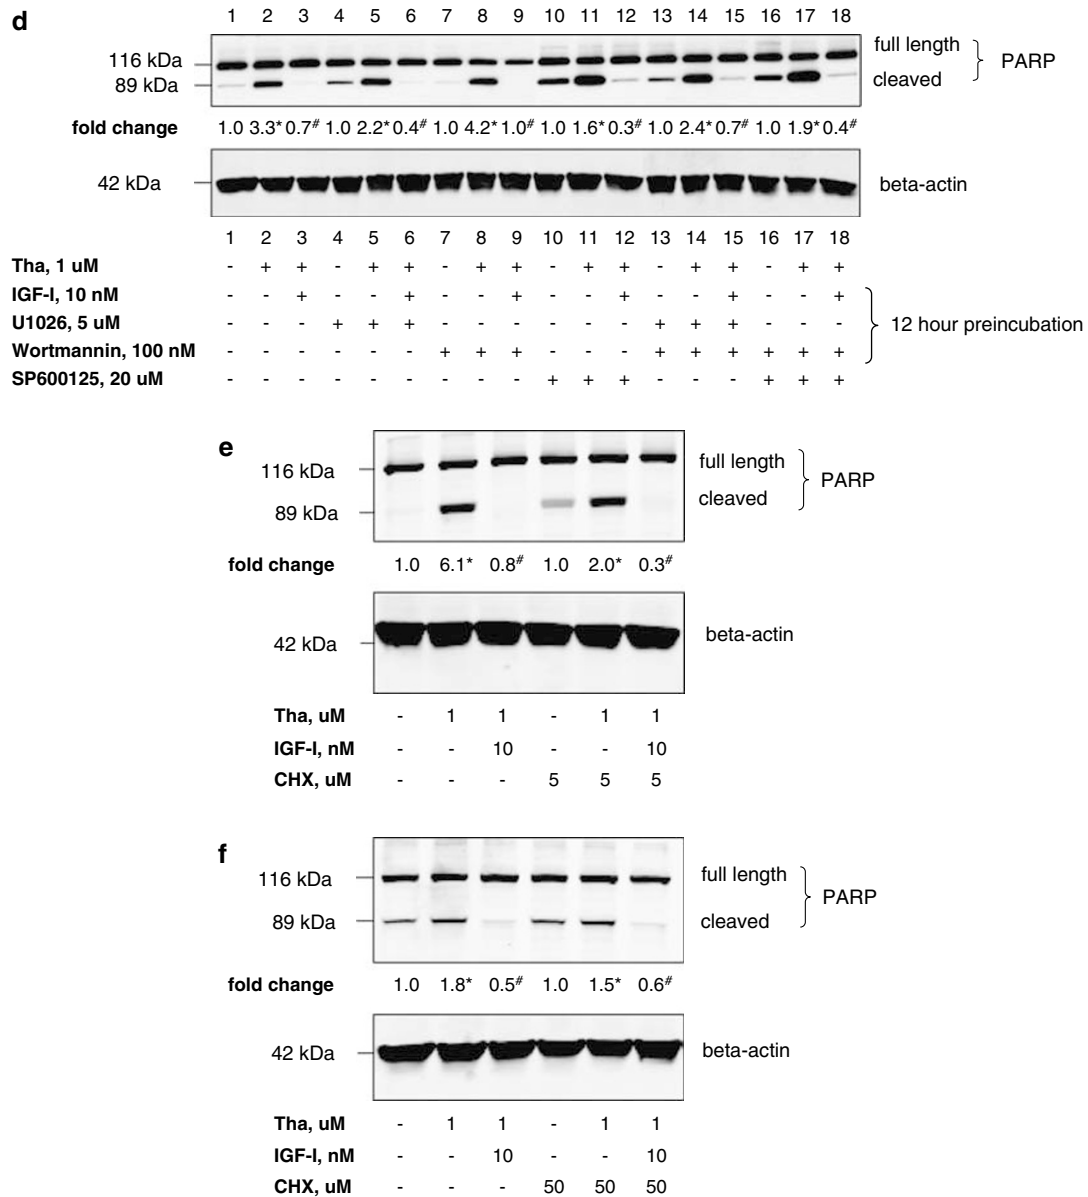 d
1 2 3 4 5 6 7 8 9 10 11 12 13 14 15 16 17 18
116 kDa
full length
PARP
89 kDa
cleaved
fold change 1.0 3.3* 0.7# 1.0 2.2* 0.4# 1.0 4.2* 1.0# 1.0 1.6* 0.3# 1.0 2.4* 0.7# 1.0 1.9* 0.4#
42 kDa
beta-actin
1 2 3 4 5 6 7 8 9 10 11 12 13 14 15 16 17 18
Tha, 1 uM - + + - + + - + + - + + - + + - + +
IGF-I, 10 nM - - + - - + - - + - - + - - + - - +
U1026, 5 uM - - - + + + - - - - - - + + + - - -
12 hour preincubation
Wortmannin, 100 nM - - - - - - + + + - - - + + + + + +
SP600125, 20 uM - - - - - - - - - + + + - - - + + +
e
116 kDa
full length
PARP
89 kDa
cleaved
fold change 1.0 6.1* 0.8# 1.0 2.0* 0.3#
42 kDa
beta-actin
Tha, uM - 1 1 - 1 1
IGF-I, nM - - 10 - - 10
CHX, uM - - - 5 5 5
f
116 kDa
full length
PARP
89 kDa
cleaved
fold change 1.0 1.8* 0.5# 1.0 1.5* 0.6#
42 kDa
beta-actin
Tha, uM - 1 1 - 1 1
IGF-I, nM - - 10 - - 10
CHX, uM - - - 50 50 50